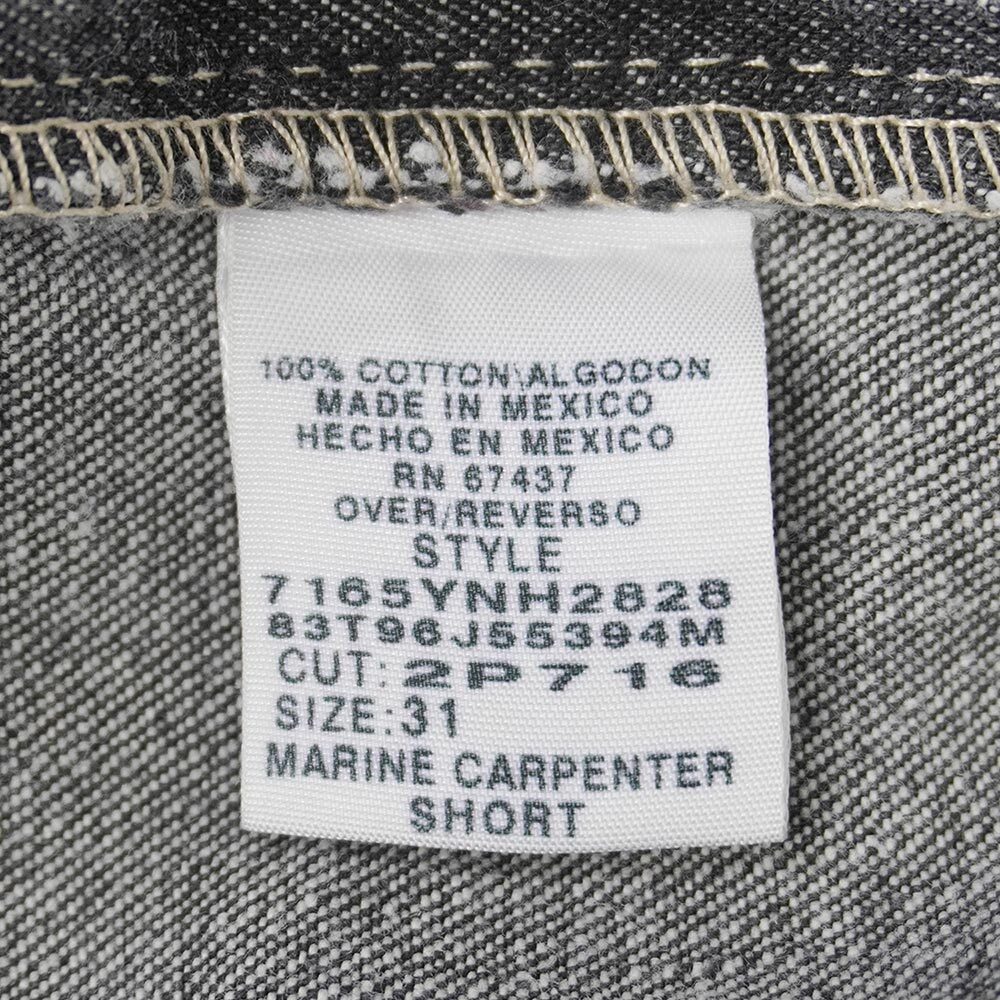 100% COTTON\ALGODON
MADE IN MEXICO
HECHO EN MEXICO
RN 67437
OVER/REVERSO
STYLE
7165YNH2828
83T96J55394M
CUT: 2P716
SIZE:31
MARINE CARPENTER
SHORT